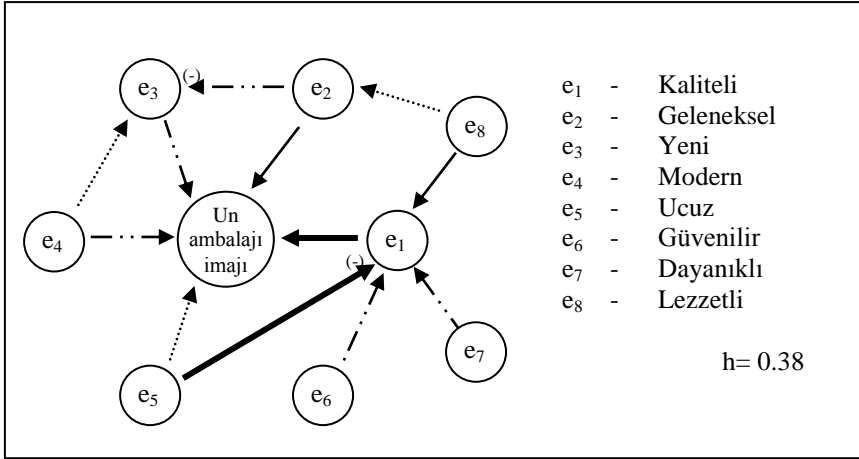 e₃
(-)
e₂
e₈
e₄
Un
ambalajı
imajı
e₁
(-)
e₅
e₆
e₇
e₁ - Kaliteli
e₂ - Geleneksel
e₃ - Yeni
e₄ - Modern
e₅ - Ucuz
e₆ - Güvenilir
e₇ - Dayanıklı
e₈ - Lezzetli
h= 0.38